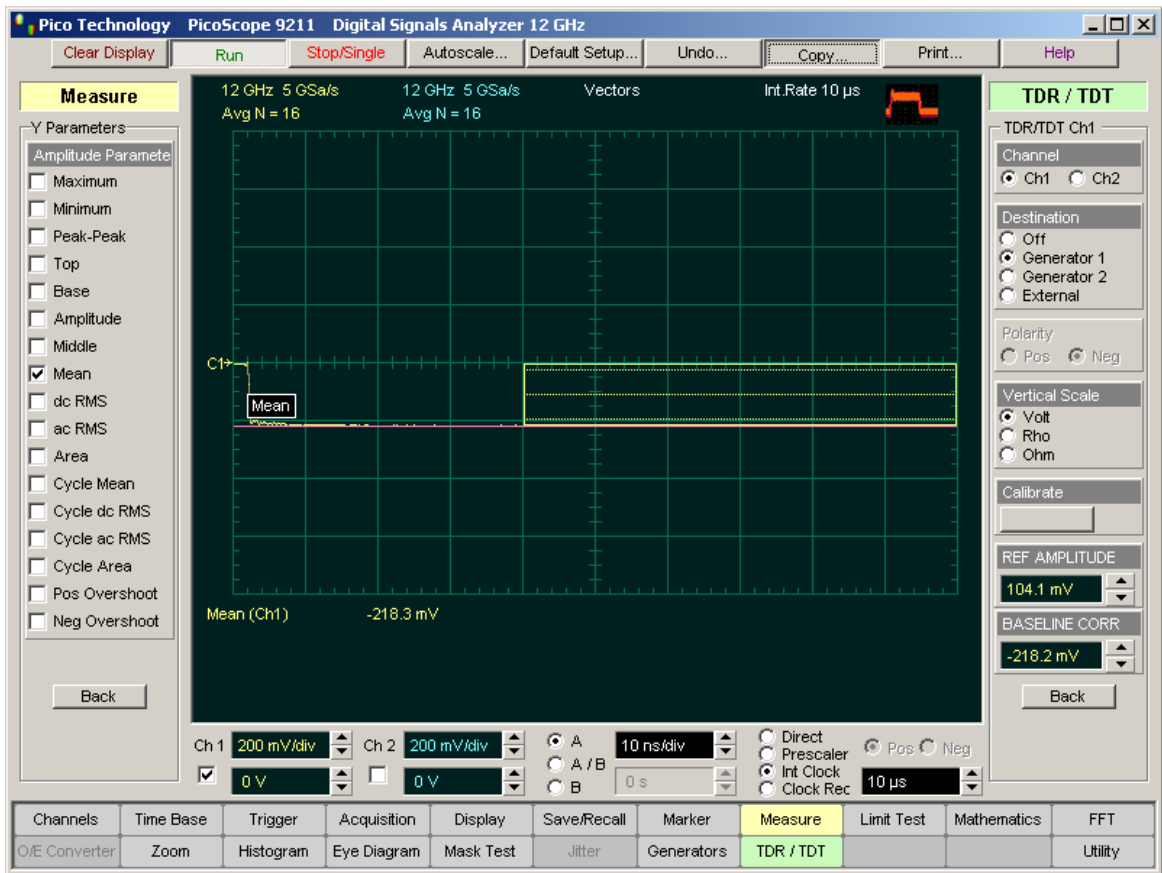 Pico Technology PicoScope 9211 Digital Signals Analyzer 12 GHz
Clear Display Run Stop/Single Autoscale... Default Setup... Undo... Copy... Print... Help
Measure
Y Parameters
Amplitude Paramete
Maximum
Minimum
Peak-Peak
Top
Base
Amplitude
Middle
Mean
dc RMS
ac RMS
Area
Cycle Mean
Cycle dc RMS
Cycle ac RMS
Cycle Area
Pos Overshoot
Neg Overshoot
Back
12 GHz 5 GSa/s 12 GHz 5 GSa/s Vectors Int.Rate 10 µs
Avg N = 16 Avg N = 16
C1
Mean
Mean (Ch1) -218.3 mV
TDR / TDT
TDR/TDT Ch1
Channel
Ch1 Ch2
Destination
Off
Generator 1
Generator 2
External
Polarity
Pos Neg
Vertical Scale
Volt
Rho
Ohm
Calibrate
REF AMPLITUDE
104.1 mV
BASELINE CORR
-218.2 mV
Back
Ch 1 200 mV/div Ch 2 200 mV/div A 10 ns/div Direct Pos Neg
0 V 0 V A / B 0 s Prescaler
B Int Clock 10 µs
Clock Rec
Channels Time Base Trigger Acquisition Display Save/Recall Marker Measure Limit Test Mathematics FFT
O/E Converter Zoom Histogram Eye Diagram Mask Test Jitter Generators TDR / TDT Utility